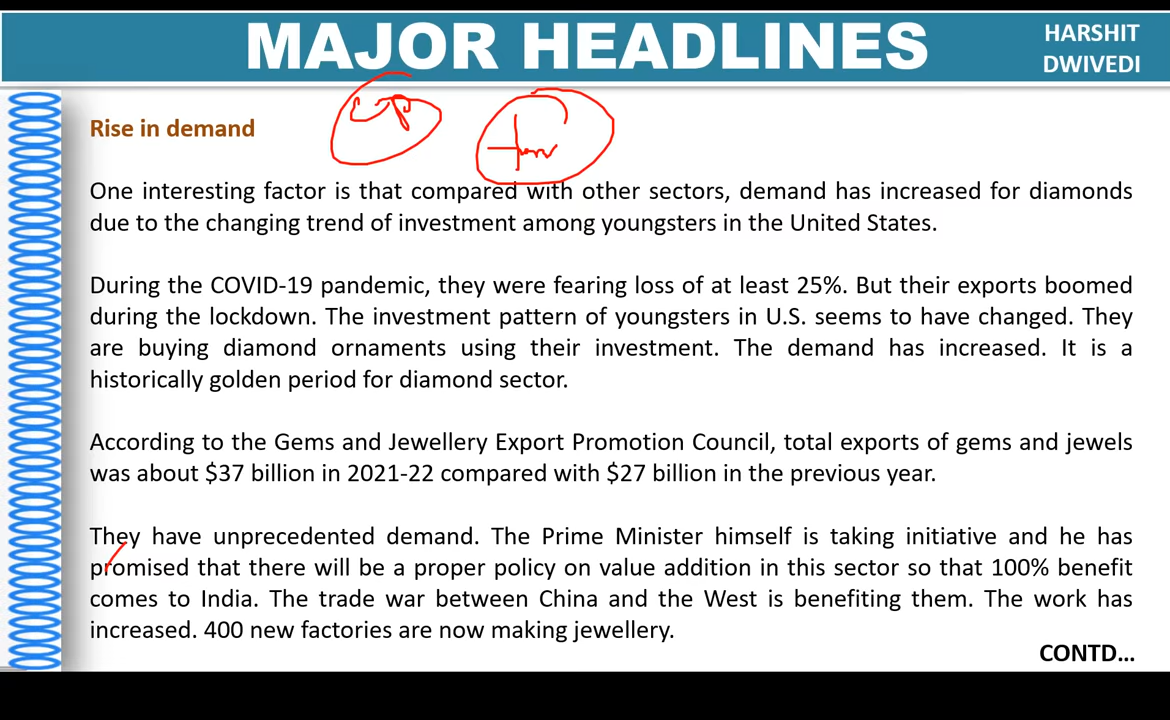 MAJOR HEADLINES
HARSHIT
DWIVEDI
Rise in demand
One interesting factor is that compared with other sectors, demand has increased for diamonds
due to the changing trend of investment among youngsters in the United States.
During the COVID-19 pandemic, they were fearing loss of at least 25%. But their exports boomed
during the lockdown. The investment pattern of youngsters in U.S. seems to have changed. They
are buying diamond ornaments using their investment. The demand has increased. It is a
historically golden period for diamond sector.
According to the Gems and Jewellery Export Promotion Council, total exports of gems and jewels
was about $37 billion in 2021-22 compared with $27 billion in the previous year.
They have unprecedented demand. The Prime Minister himself is taking initiative and he has
promised that there will be a proper policy on value addition in this sector so that 100% benefit
comes to India. The trade war between China and the West is benefiting them. The work has
increased. 400 new factories are now making jewellery.
CONTD...